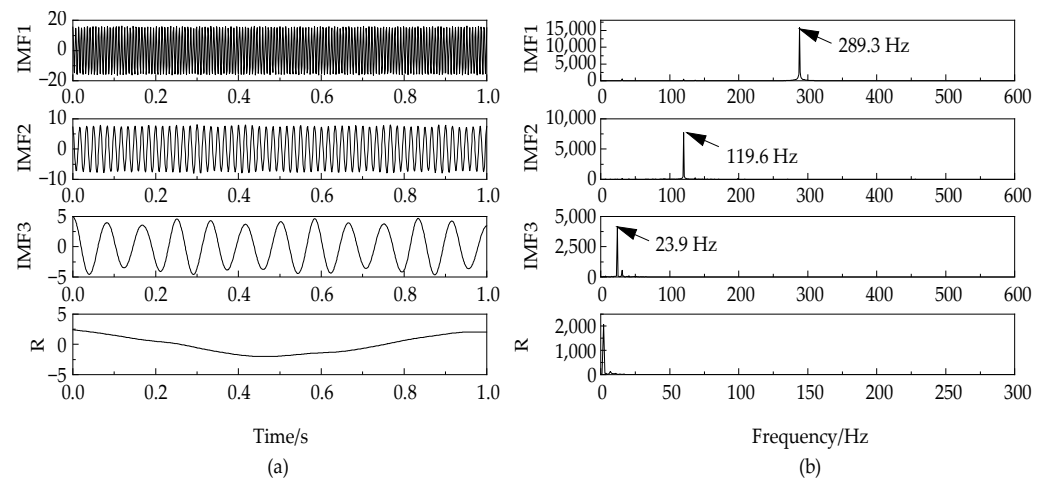 20
0
−20
IMF1
0.0 0.2 0.4 0.6 0.8 1.0
10
0
−10
IMF2
0.0 0.2 0.4 0.6 0.8 1.0
5
0
−5
IMF3
0.0 0.2 0.4 0.6 0.8 1.0
5
0
−5
R
0.0 0.2 0.4 0.6 0.8 1.0
Time/s
(a)
15,000
10,000
5,000
0
IMF1
289.3 Hz
0 100 200 300 400 500 600
10,000
5,000
0
IMF2
119.6 Hz
0 100 200 300 400 500 600
5,000
2,500
0
IMF3
23.9 Hz
0 100 200 300 400 500 600
2,000
1,000
0
R
0 50 100 150 200 250 300
Frequency/Hz
(b)